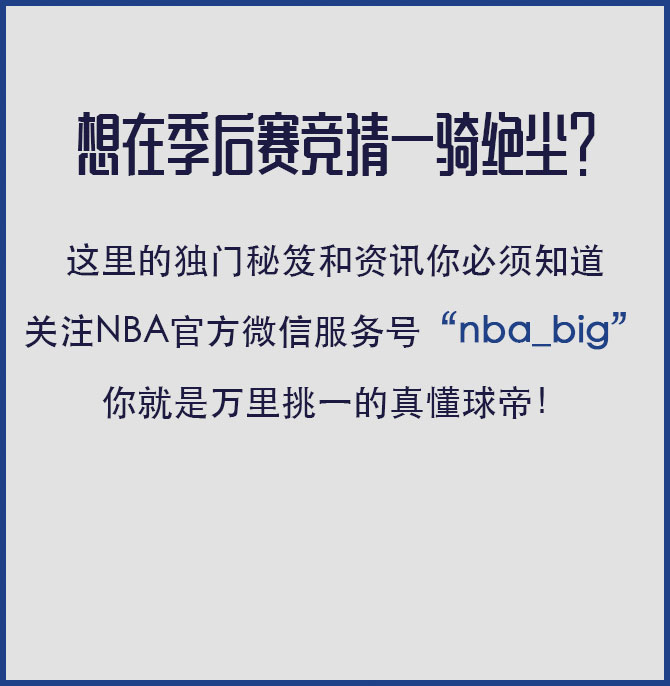 想在季后赛竞猜一骑绝尘?
这里的独门秘笈和资讯你必须知道
关注NBA官方微信服务号“nba_big”
你就是万里挑一的真懂球帝！